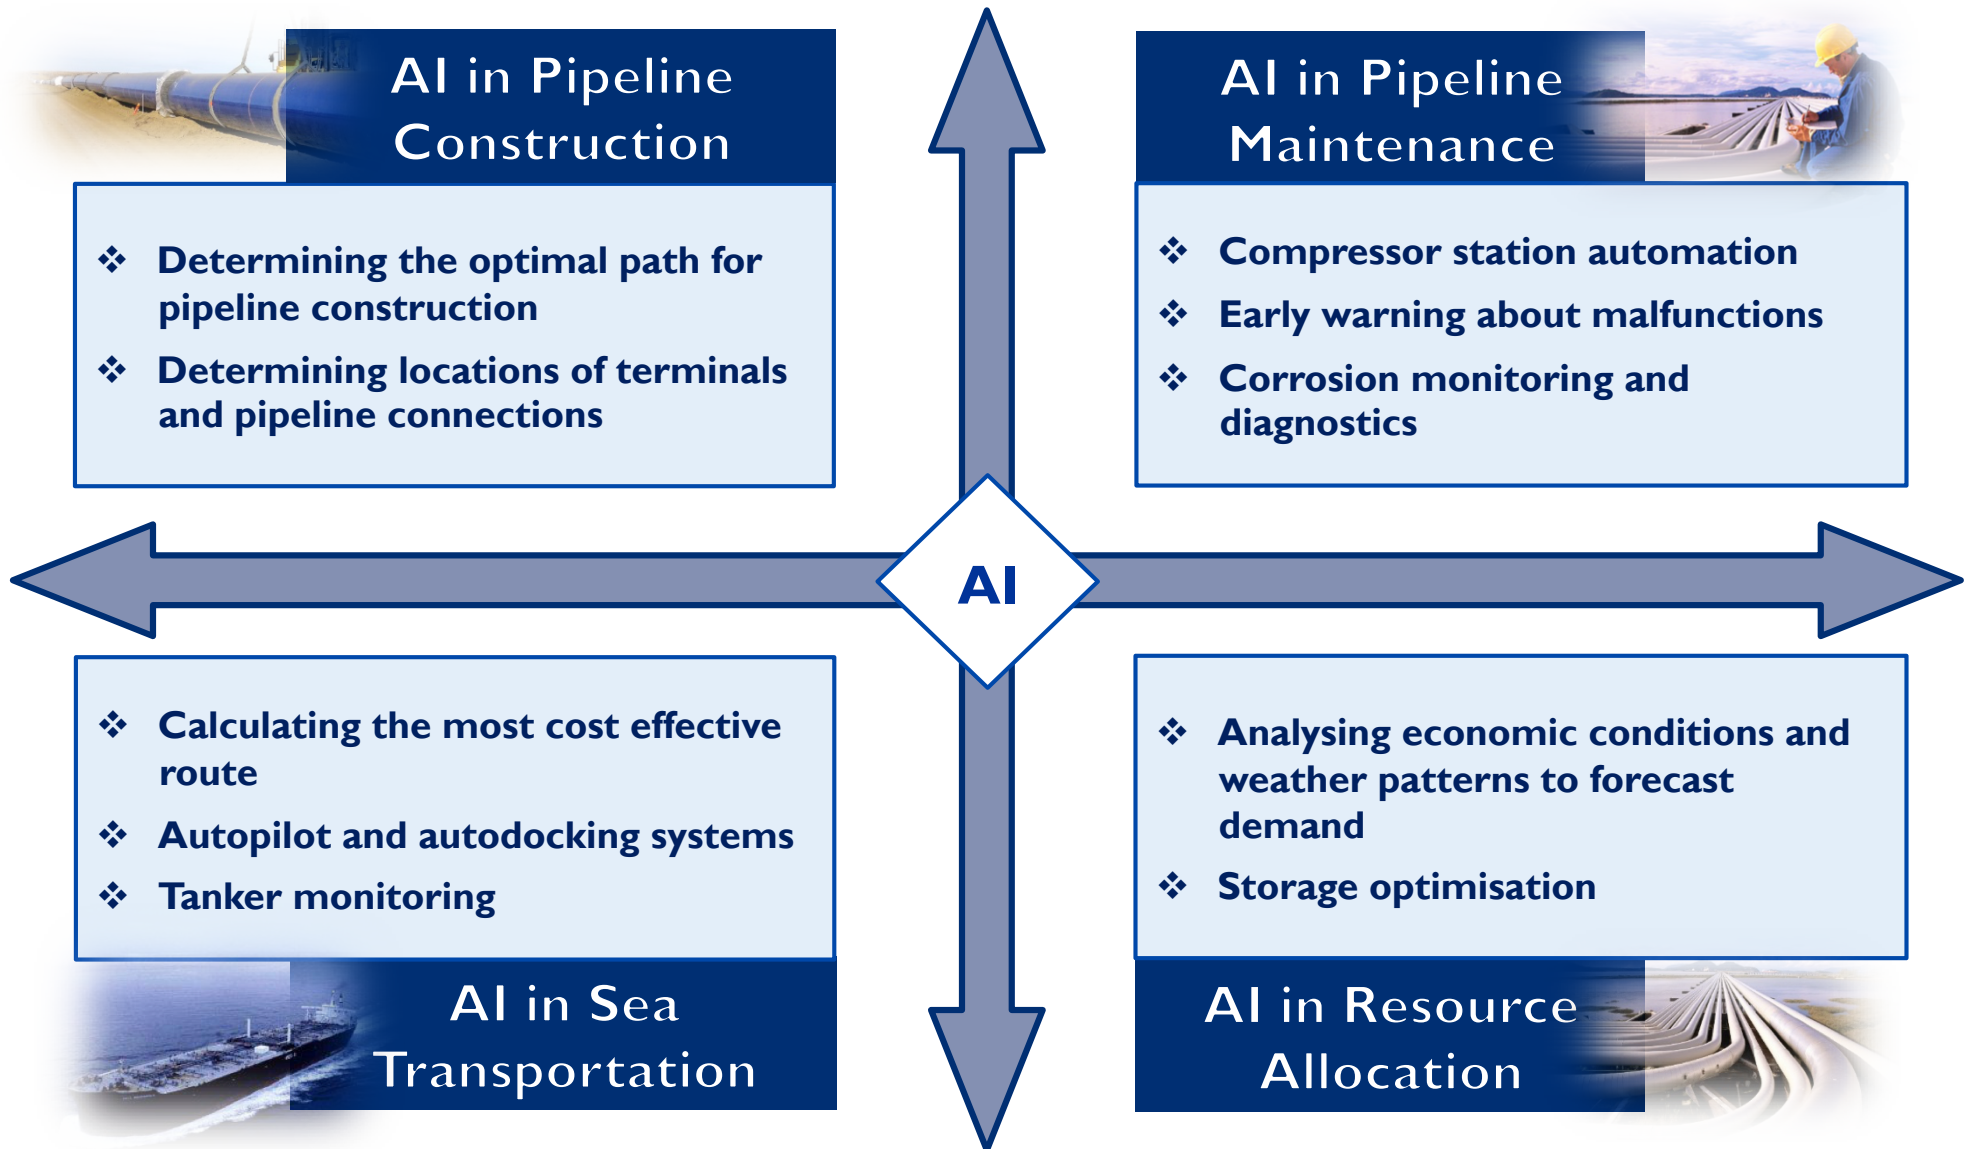 AI in Pipeline
Construction
❖ Determining the optimal path for
pipeline construction
❖ Determining locations of terminals
and pipeline connections
AI in Pipeline
Maintenance
❖ Compressor station automation
❖ Early warning about malfunctions
❖ Corrosion monitoring and
diagnostics
AI
❖ Calculating the most cost effective
route
❖ Autopilot and autodocking systems
❖ Tanker monitoring
AI in Sea
Transportation
❖ Analysing economic conditions and
weather patterns to forecast
demand
❖ Storage optimisation
AI in Resource
Allocation